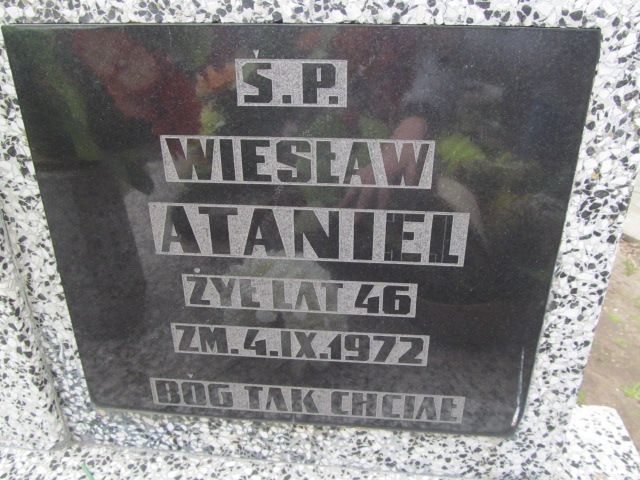 Ś.P.
WIESŁAW
ATANIEL
ŻYŁ LAT 46
ZM. 4.IX.1972
BÓG TAK CHCIAŁ